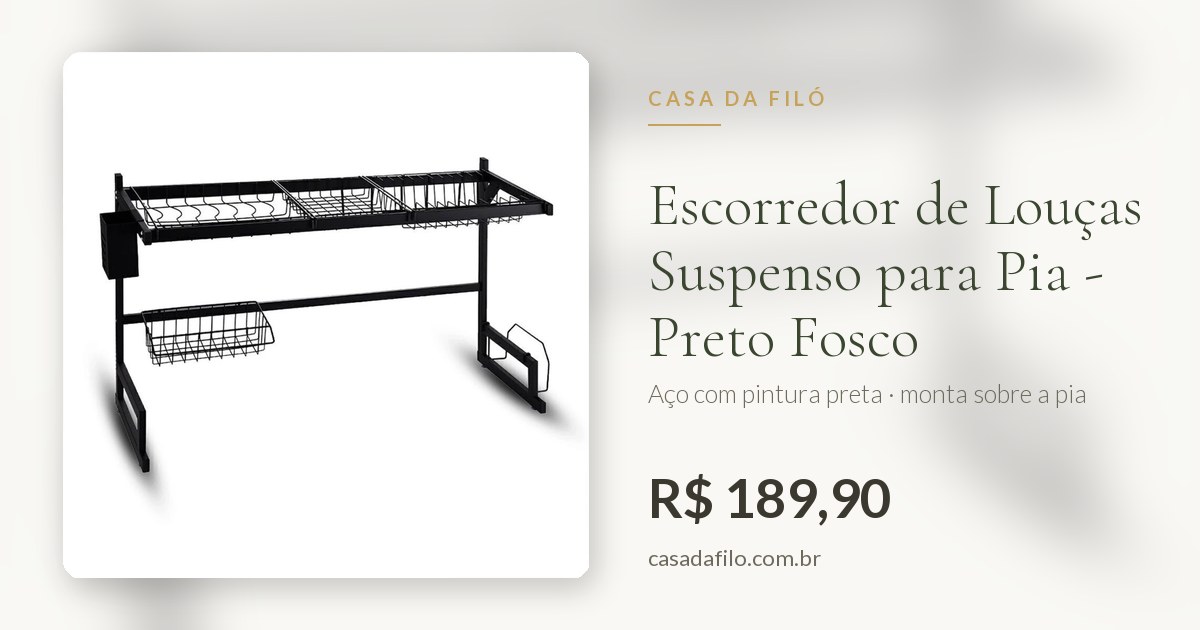 CASA DA FILÓ
Escorredor de Louças
Suspenso para Pia -
Preto Fosco
Aço com pintura preta · monta sobre a pia
R$ 189,90
casadafilo.com.br